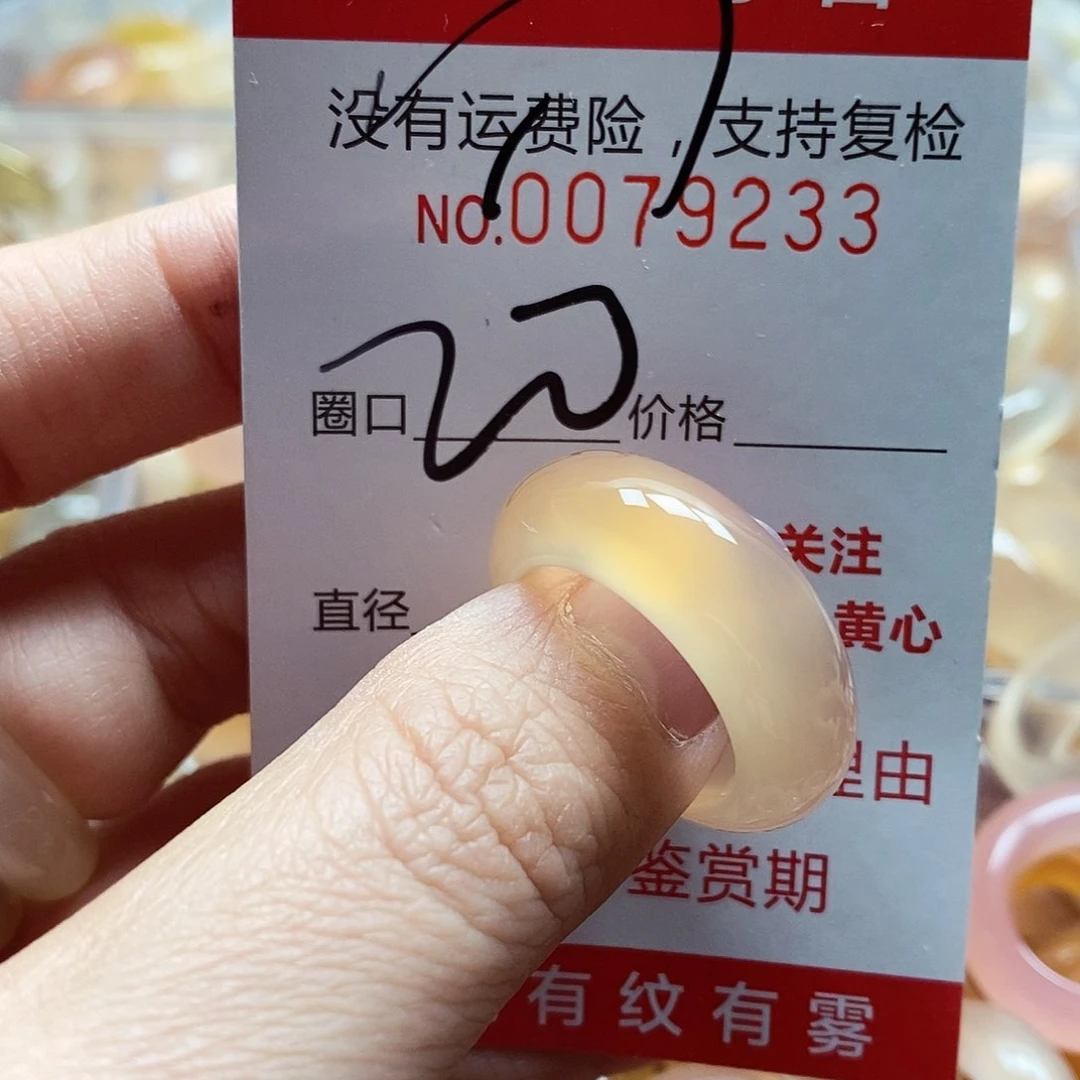 没有运费险，支持复检
NO.0079233
圈口 20 价格
直径
关注
黄心
理由
鉴赏期
有纹有雾